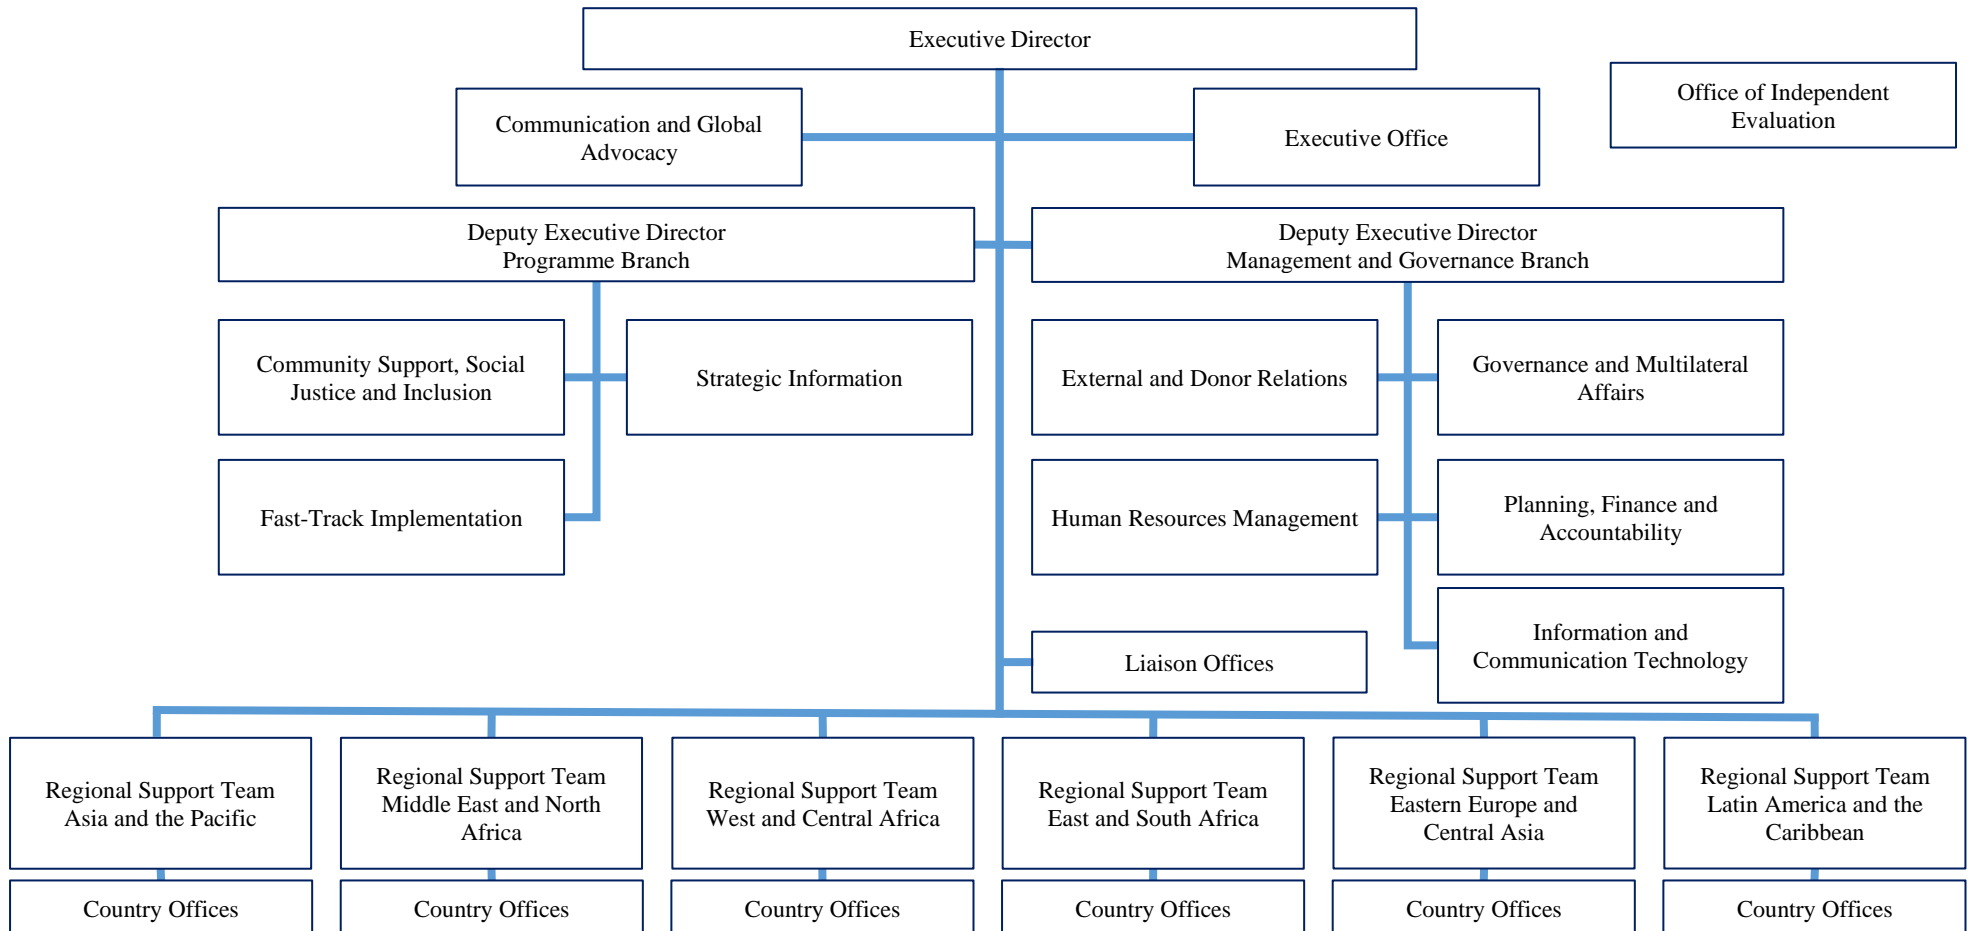 Executive Director
Office of Independent
Evaluation
Communication and Global
Advocacy
Executive Office
Deputy Executive Director
Programme Branch
Deputy Executive Director
Management and Governance Branch
Community Support, Social
Justice and Inclusion
Strategic Information
External and Donor Relations
Governance and Multilateral
Affairs
Fast-Track Implementation
Human Resources Management
Planning, Finance and
Accountability
Information and
Communication Technology
Liaison Offices
Regional Support Team
Asia and the Pacific
Regional Support Team
Middle East and North
Africa
Regional Support Team
West and Central Africa
Regional Support Team
East and South Africa
Regional Support Team
Eastern Europe and
Central Asia
Regional Support Team
Latin America and the
Caribbean
Country Offices
Country Offices
Country Offices
Country Offices
Country Offices
Country Offices